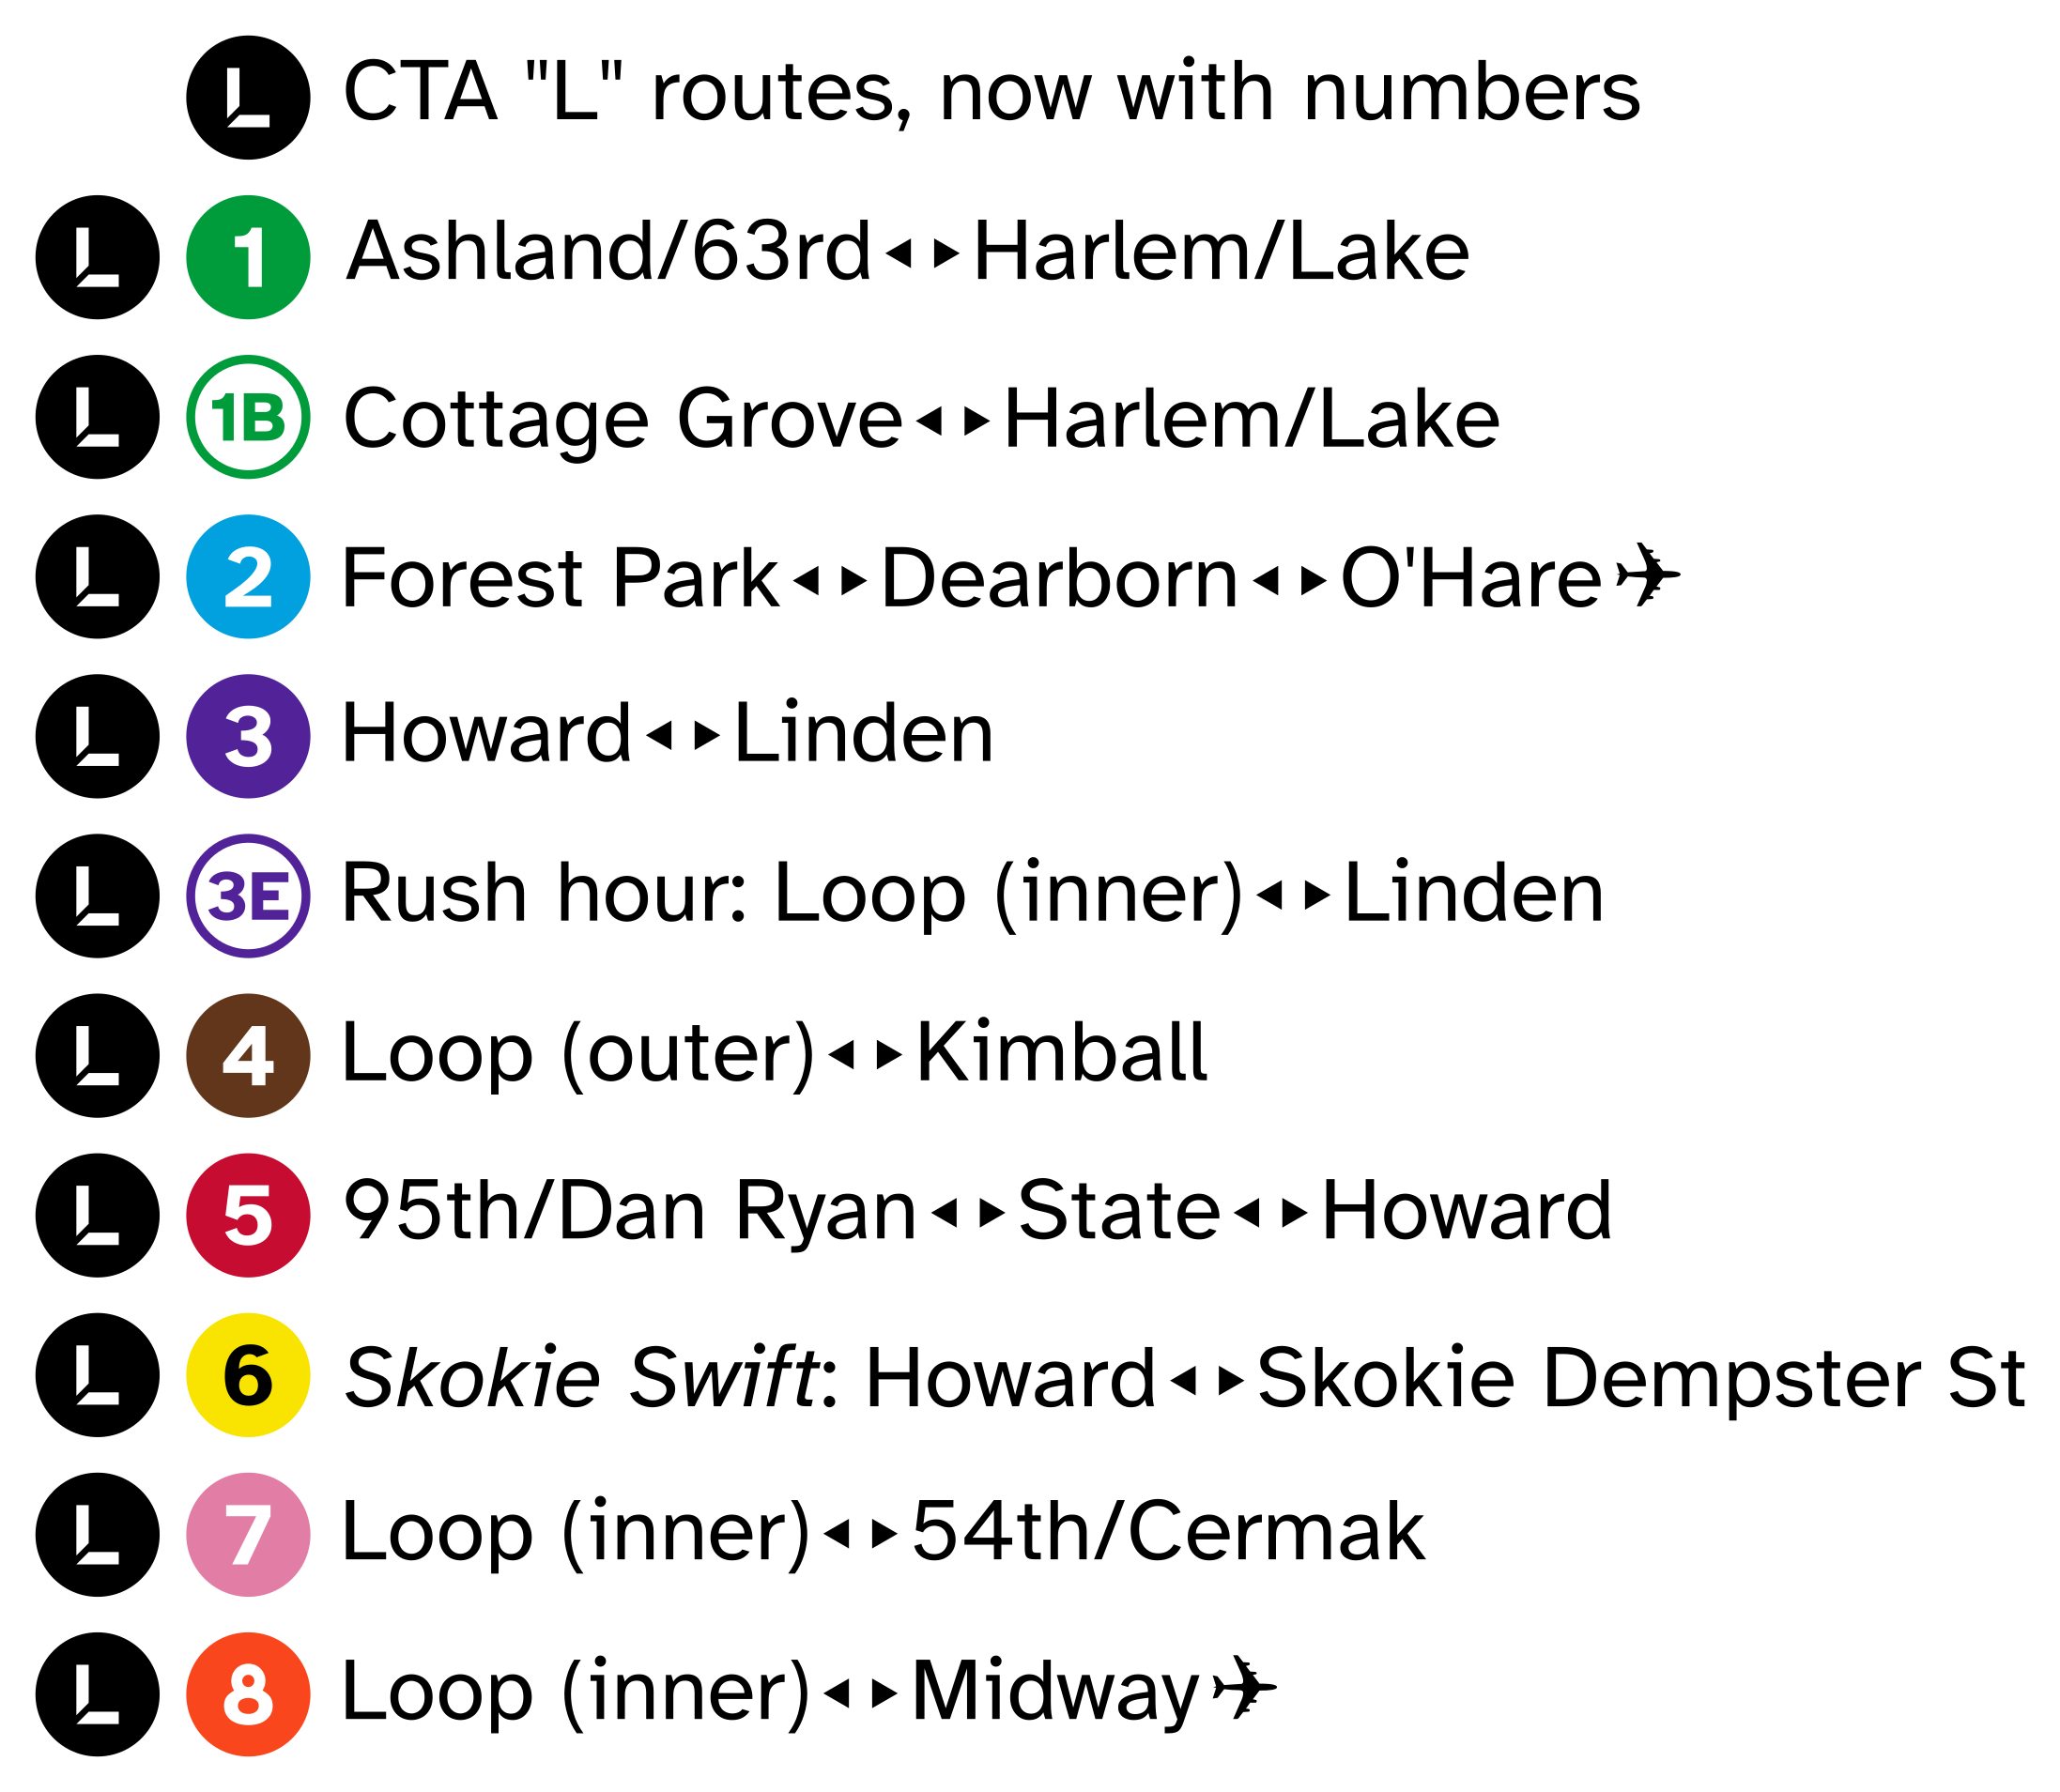 L CTA "L" routes, now with numbers
L 1 Ashland/63rd◂ ▸Harlem/Lake
L 1B Cottage Grove◂ ▸Harlem/Lake
L 2 Forest Park◂ ▸Dearborn◂ ▸O'Hare✈
L 3 Howard◂ ▸Linden
L 3E Rush hour: Loop (inner)◂ ▸Linden
L 4 Loop (outer)◂ ▸Kimball
L 5 95th/Dan Ryan◂ ▸State◂ ▸Howard
L 6 Skokie Swift: Howard◂ ▸Skokie Dempster St
L 7 Loop (inner)◂ ▸54th/Cermak
L 8 Loop (inner)◂ ▸Midway✈